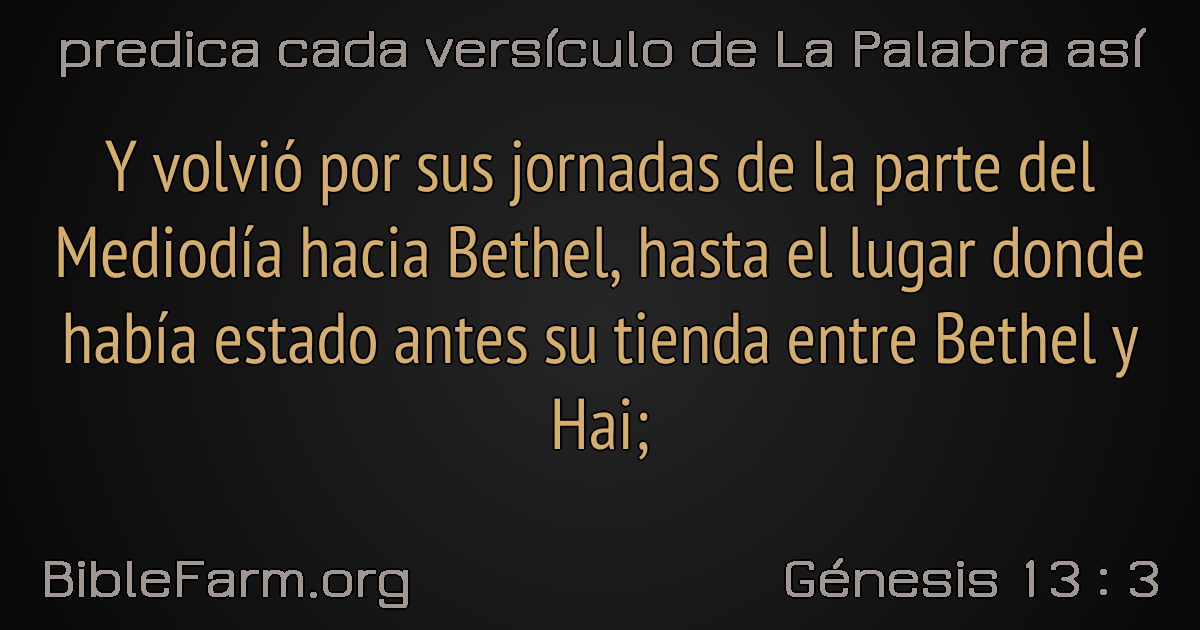 predica cada versículo de La Palabra así
Y volvió por sus jornadas de la parte del
Mediodía hacia Bethel, hasta el lugar donde
había estado antes su tienda entre Bethel y
Hai;
BibleFarm.org
Génesis 13 : 3